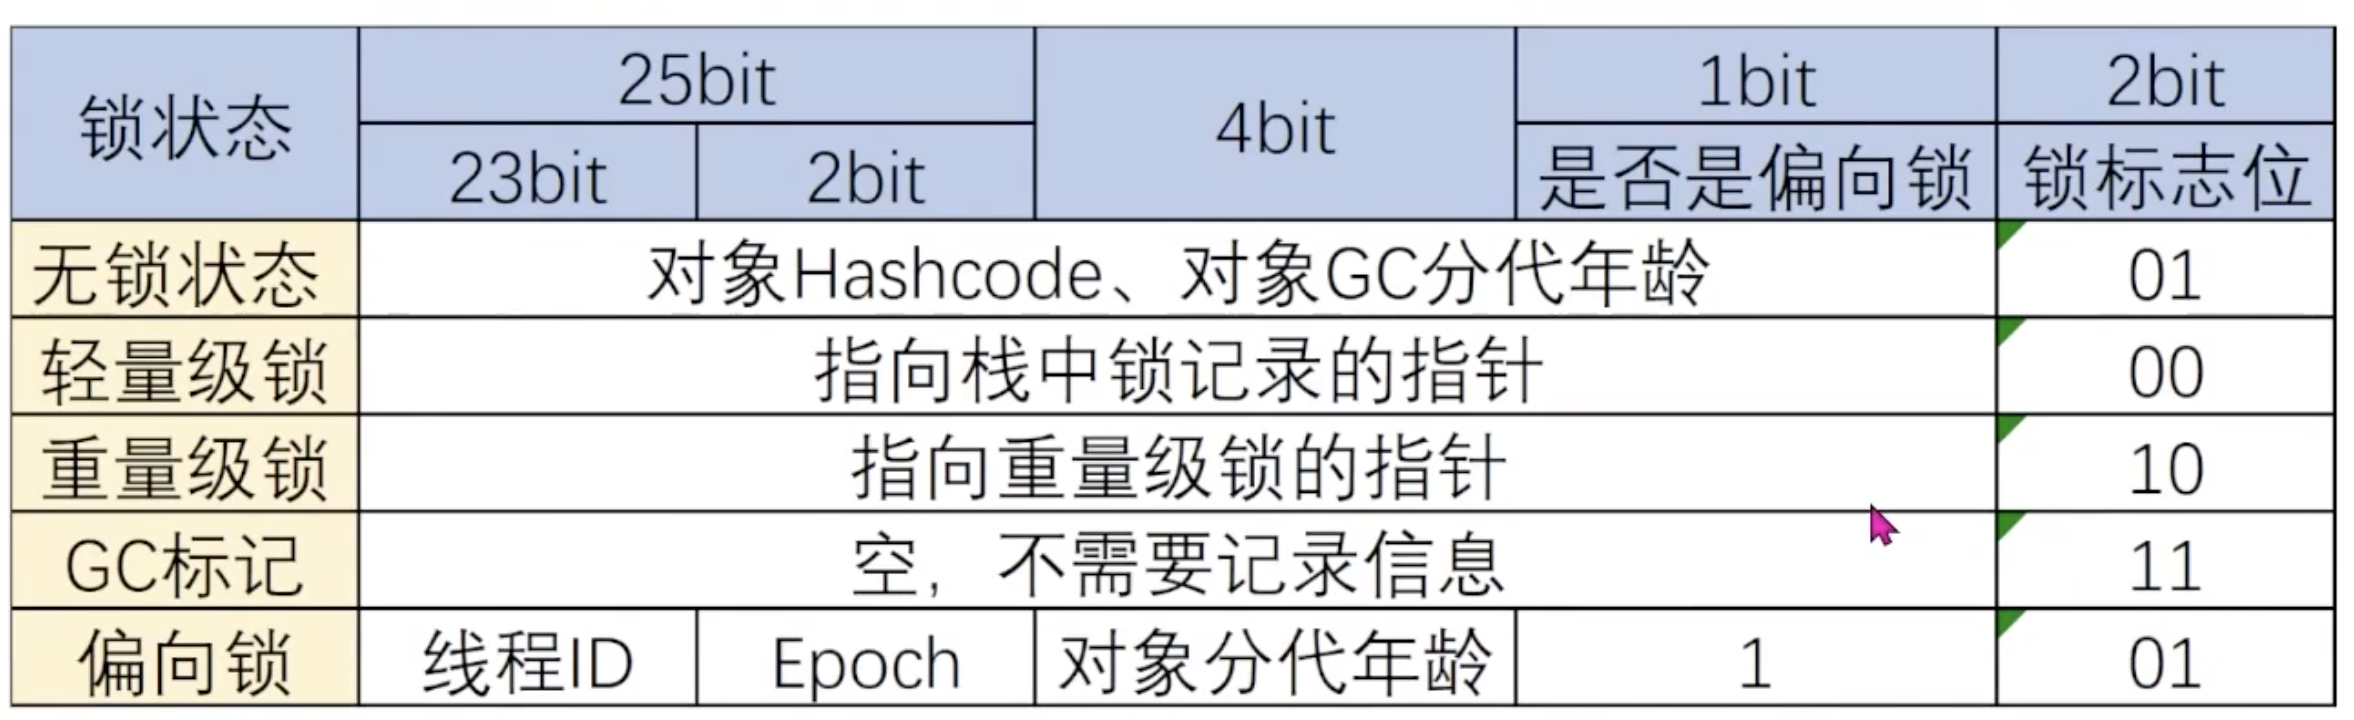 锁状态 25bit 4bit 1bit 2bit
23bit 2bit 是否是偏向锁 锁标志位
无锁状态 对象Hashcode、对象GC分代年龄 01
轻量级锁 指向栈中锁记录的指针 00
重量级锁 指向重量级锁的指针 10
GC标记 空，不需要记录信息 11
偏向锁 线程ID Epoch 对象分代年龄 1 01